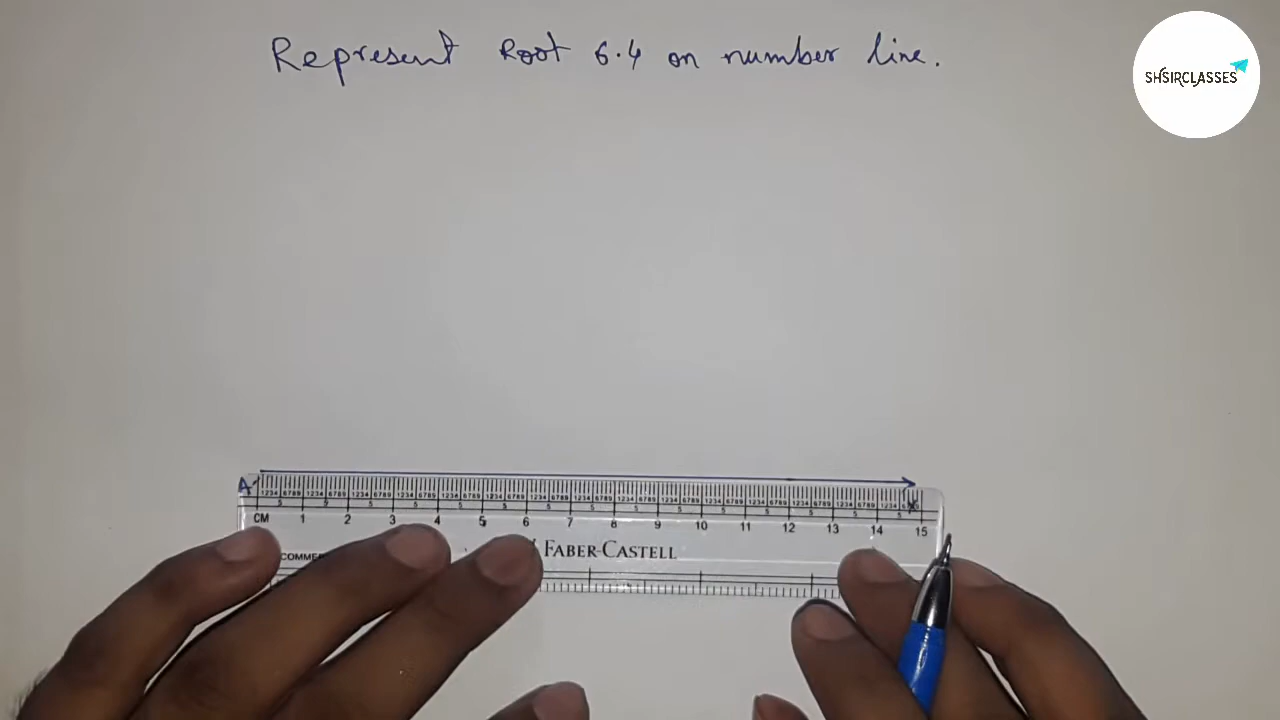 Represent Root 6.4 on number line.
SHSIRCLASSES
A
X
CM 1 2 3 4 5 6 7 8 9 10 11 12 13 14 15
FABER-CASTELL